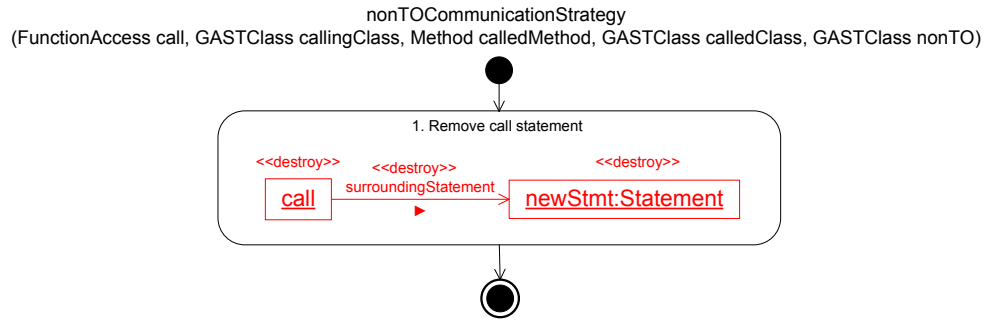 nonTOCommunicationStrategy
(FunctionAccess call, GASTClass callingClass, Method calledMethod, GASTClass calledClass, GASTClass nonTO)
1. Remove call statement
<<destroy>>
<<destroy>>
<<destroy>>
surroundingStatement
call
newStmt:Statement